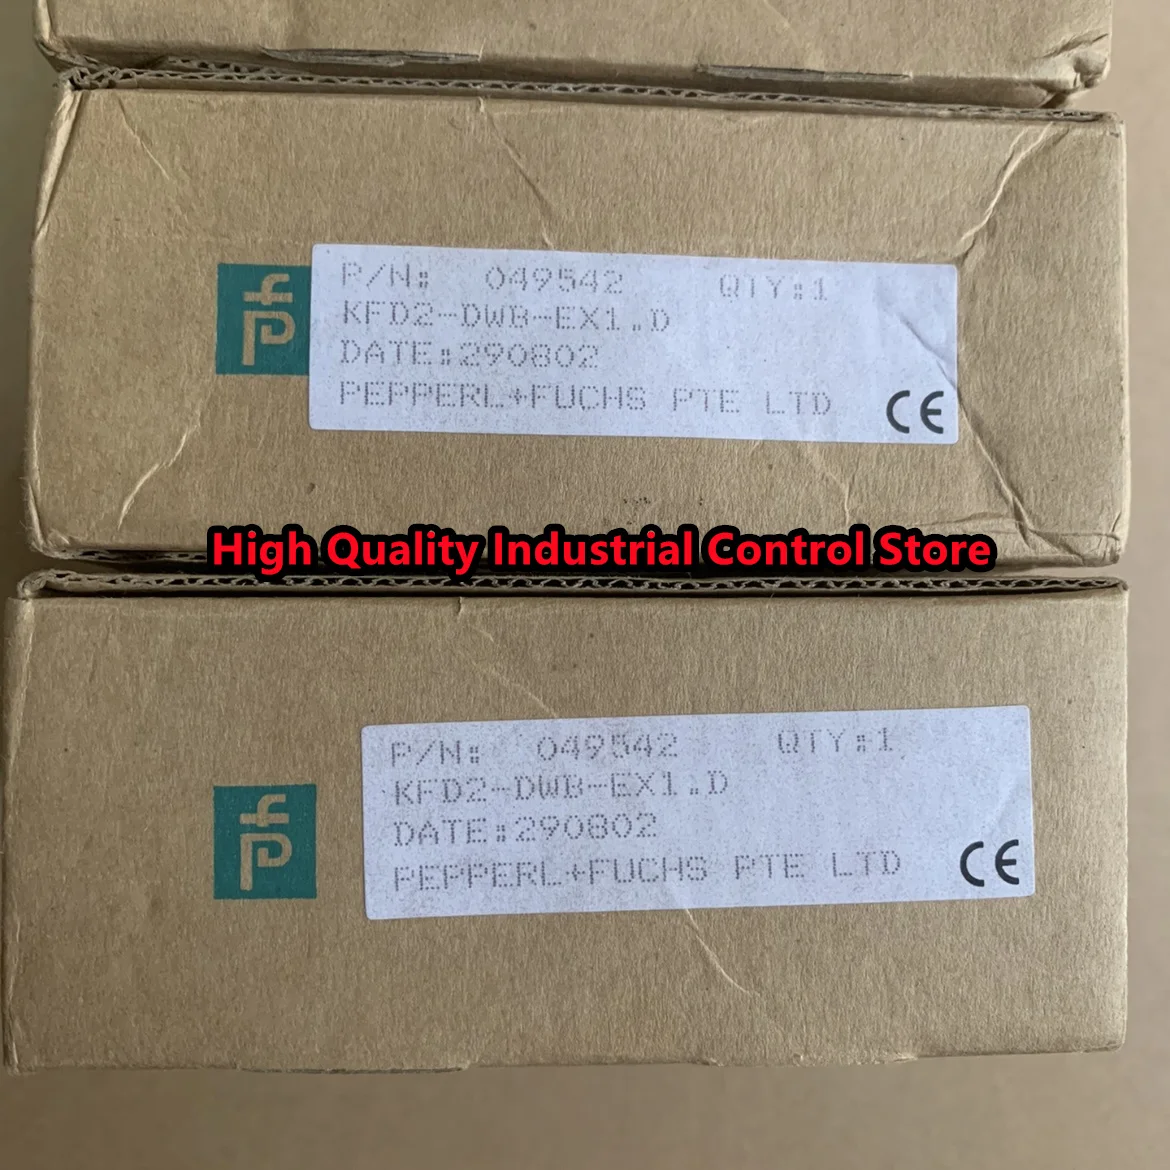 P/N: 049542 QTY:1
KFD2-DWB-EX1.D
DATE:290802
PEPPERL+FUCHS PTE LTD
CE
High Quality Industrial Control Store
P/N: 049542 QTY:1
KFD2-DWB-EX1.D
DATE:290802
PEPPERL+FUCHS PTE LTD
CE